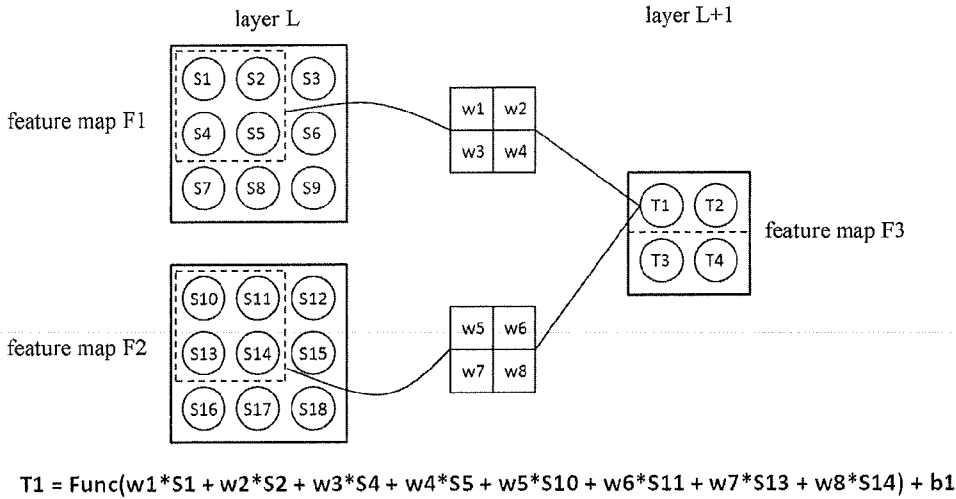 layer L
layer L+1
feature map F1
S1 S2 S3
S4 S5 S6
S7 S8 S9
w1 w2
w3 w4
T1 T2
T3 T4
feature map F3
feature map F2
S10 S11 S12
S13 S14 S15
S16 S17 S18
w5 w6
w7 w8
T1 = Func(w1*S1 + w2*S2 + w3*S4 + w4*S5 + w5*S10 + w6*S11 + w7*S13 + w8*S14) + b1